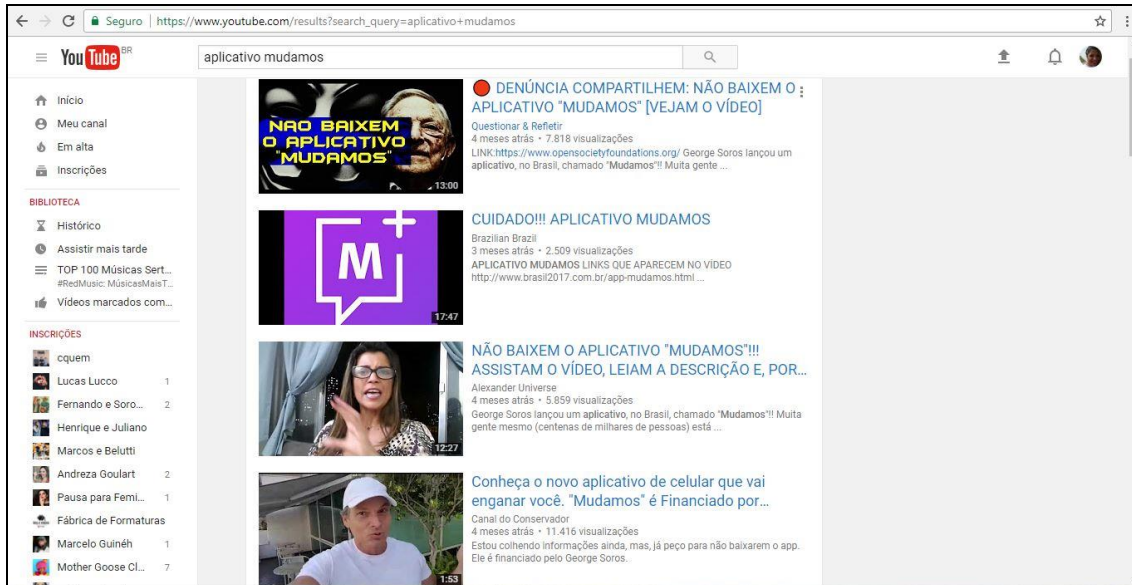 Seguro | https://www.youtube.com/results?search_query=aplicativo+mudamos
YouTube BR
aplicativo mudamos
Início
Meu canal
Em alta
Inscrições
BIBLIOTECA
Histórico
Assistir mais tarde
TOP 100 Músicas Sert...
#RedMusic: MúsicasMaisT...
Vídeos marcados com...
INSCRIÇÕES
cquem
Lucas Lucco 1
Fernando e Soro... 2
Henrique e Juliano
Marcos e Belutti
Andreza Goulart 2
Pausa para Femi... 1
Fábrica de Formaturas
Marcelo Guinéh 1
Mother Goose Cl... 7
NAO BAIXEM
O APLICATIVO
"MUDAMOS"
13:00
DENÚNCIA COMPARTILHEM: NÃO BAIXEM O
APLICATIVO "MUDAMOS" [VEJAM O VÍDEO]
Questionar & Refletir
4 meses atrás • 7.818 visualizações
LINK:https://www.opensocietyfoundations.org/ George Soros lançou um
aplicativo, no Brasil, chamado "Mudamos"!! Muita gente ...
M
17:47
CUIDADO!!! APLICATIVO MUDAMOS
Brazilian Brazil
3 meses atrás • 2.509 visualizações
APLICATIVO MUDAMOS LINKS QUE APARECEM NO VÍDEO
http://www.brasil2017.com.br/app-mudamos.html ...
12:27
NÃO BAIXEM O APLICATIVO "MUDAMOS"!!!
ASSISTAM O VÍDEO, LEIAM A DESCRIÇÃO E, POR...
Alexander Universe
4 meses atrás • 5.859 visualizações
George Soros lançou um aplicativo, no Brasil, chamado "Mudamos"!! Muita
gente mesmo (centenas de milhares de pessoas) está ...
1:53
Conheça o novo aplicativo de celular que vai
enganar você. "Mudamos" é Financiado por...
Canal do Conservador
4 meses atrás • 11.416 visualizações
Estou colhendo informações ainda, mas, já peço para não baixarem o app.
Ele é financiado pelo George Soros.